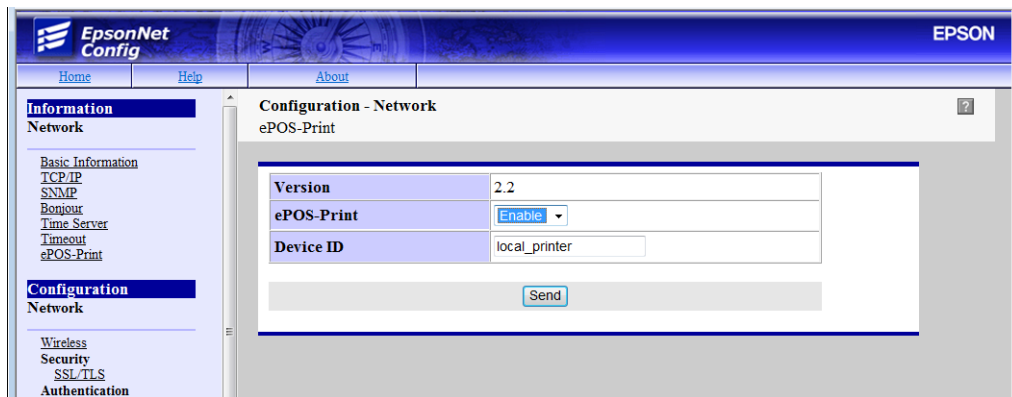 EpsonNet
Config
EPSON
Home Help About
Information
Network
Basic Information
TCP/IP
SNMP
Bonjour
Time Server
Timeout
ePOS-Print
Configuration
Network
Wireless
Security
SSL/TLS
Authentication
Configuration - Network
?
ePOS-Print
Version 2.2
ePOS-Print Enable
Device ID local_printer
Send